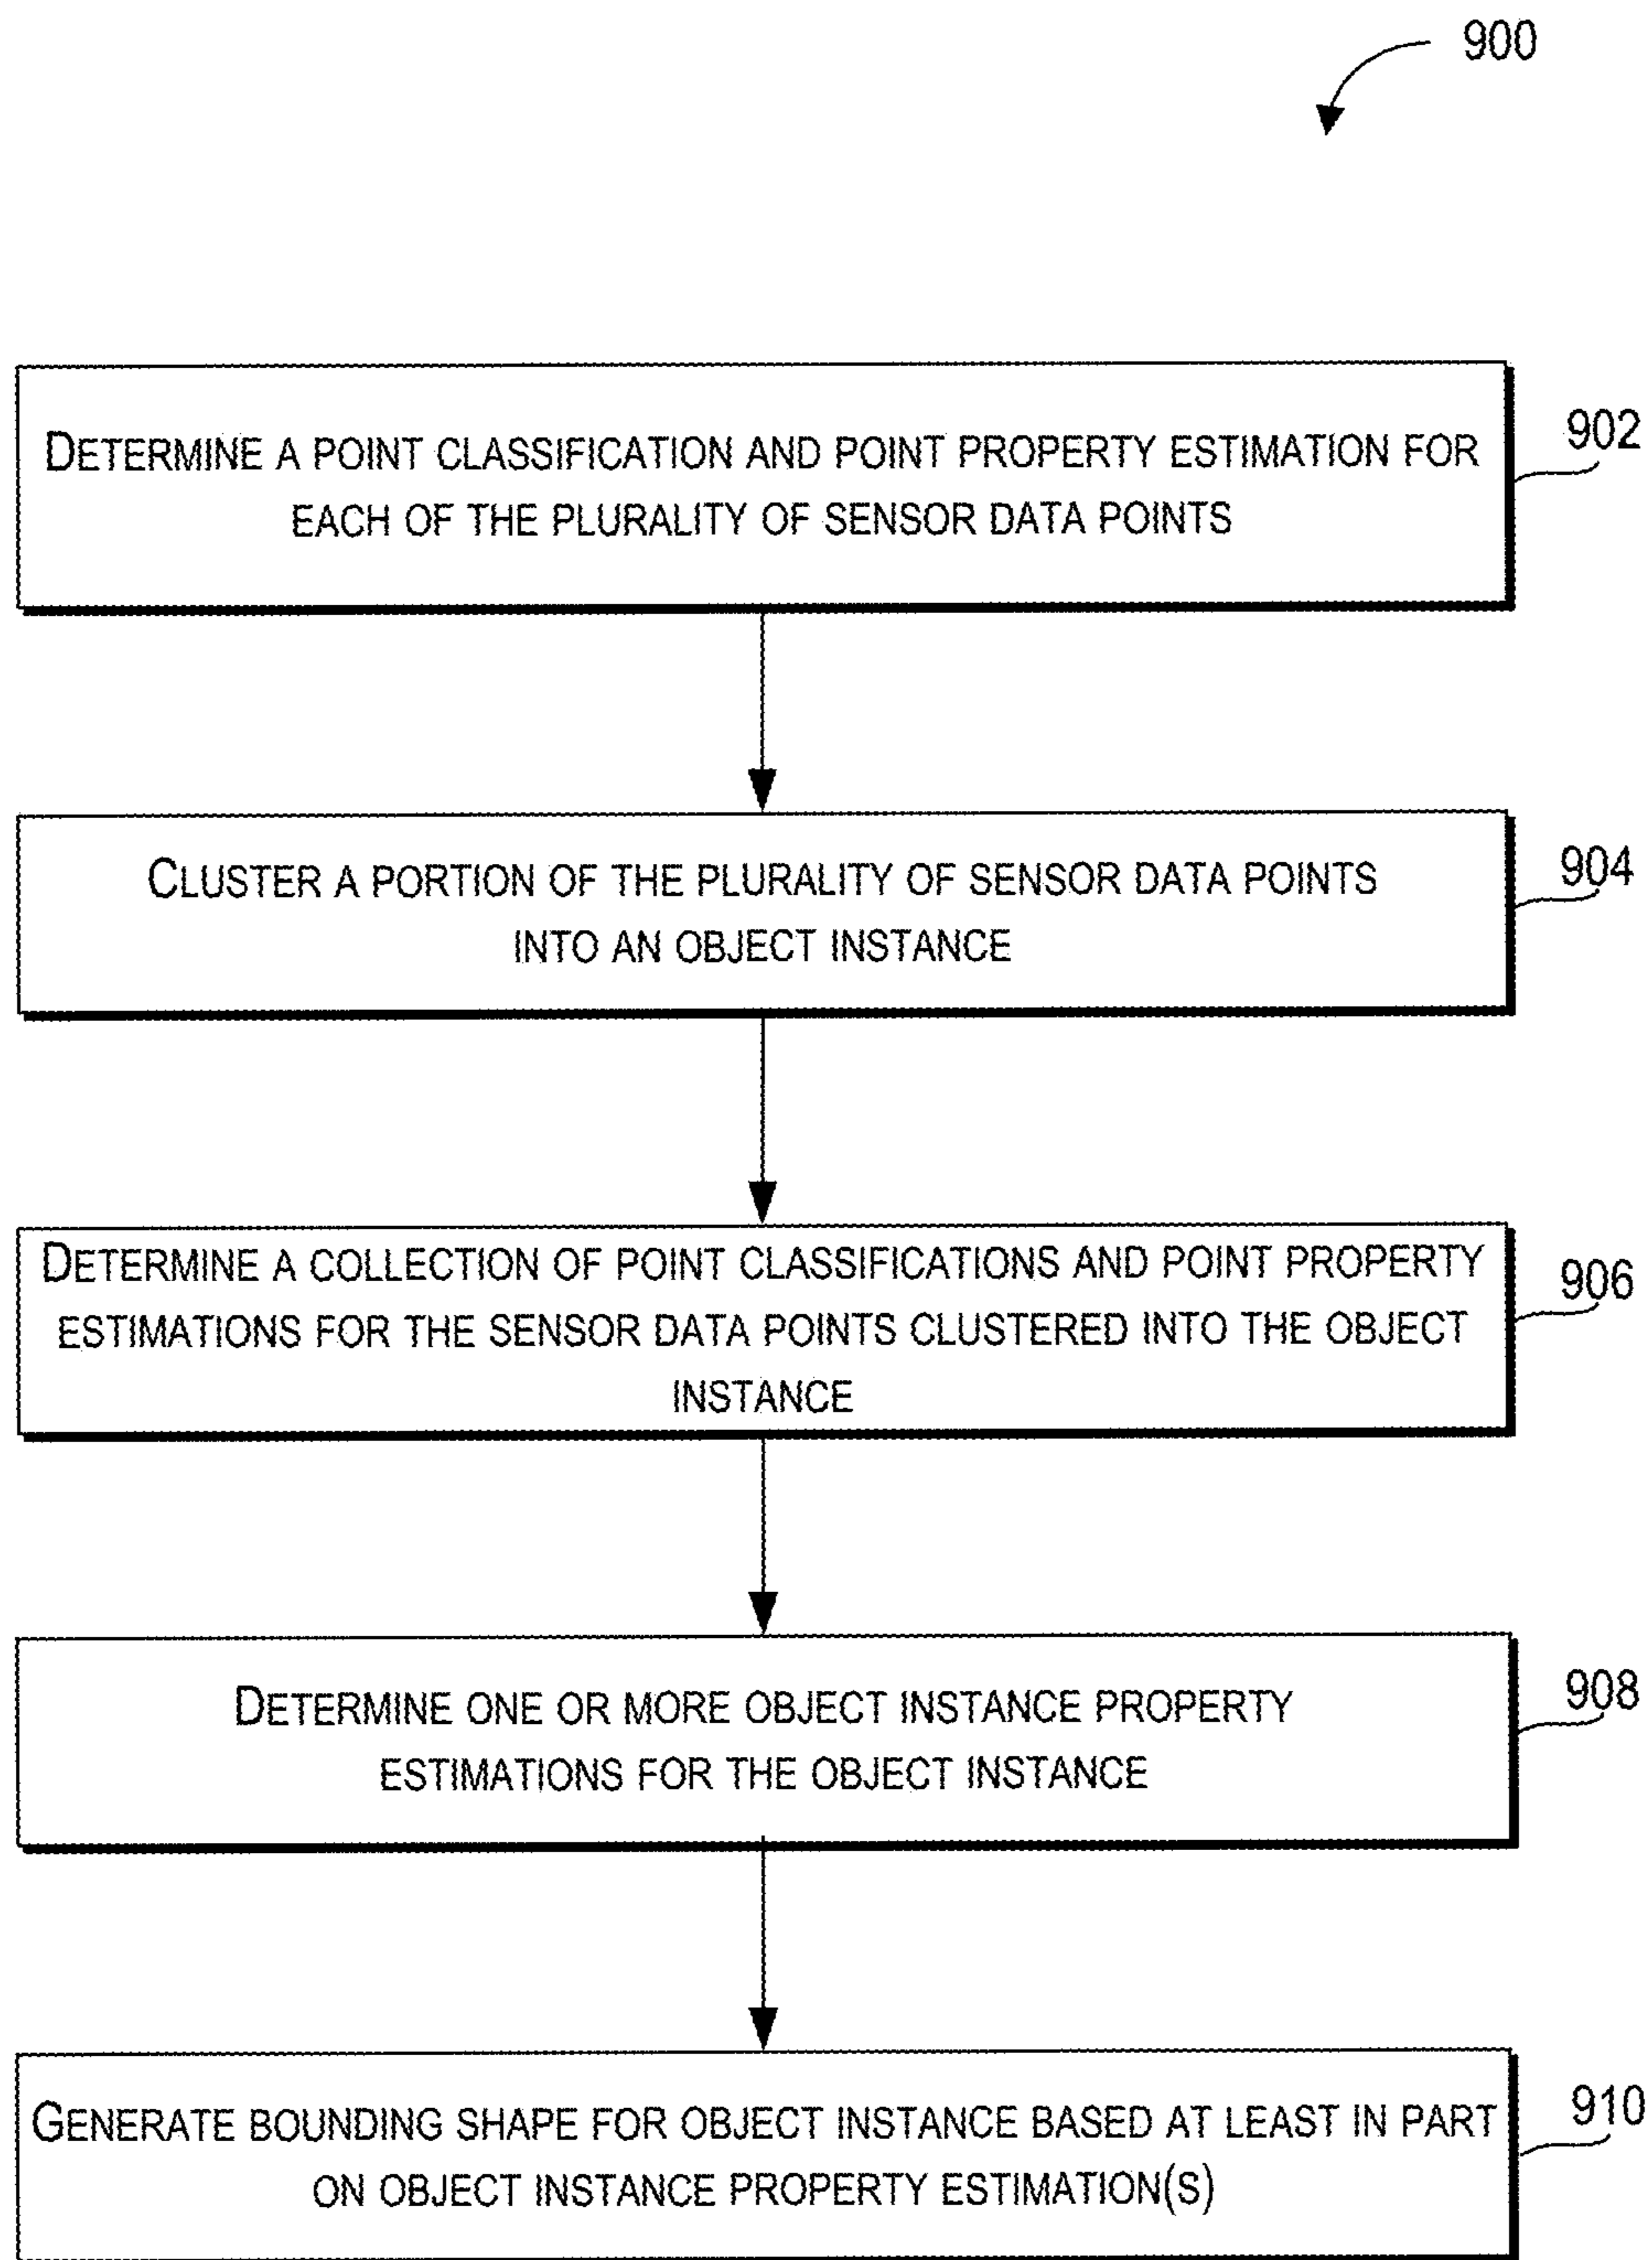 900
DETERMINE A POINT CLASSIFICATION AND POINT PROPERTY ESTIMATION FOR
EACH OF THE PLURALITY OF SENSOR DATA POINTS
902
CLUSTER A PORTION OF THE PLURALITY OF SENSOR DATA POINTS
INTO AN OBJECT INSTANCE
904
DETERMINE A COLLECTION OF POINT CLASSIFICATIONS AND POINT PROPERTY
ESTIMATIONS FOR THE SENSOR DATA POINTS CLUSTERED INTO THE OBJECT
INSTANCE
906
DETERMINE ONE OR MORE OBJECT INSTANCE PROPERTY
ESTIMATIONS FOR THE OBJECT INSTANCE
908
GENERATE BOUNDING SHAPE FOR OBJECT INSTANCE BASED AT LEAST IN PART
ON OBJECT INSTANCE PROPERTY ESTIMATION(S)
910